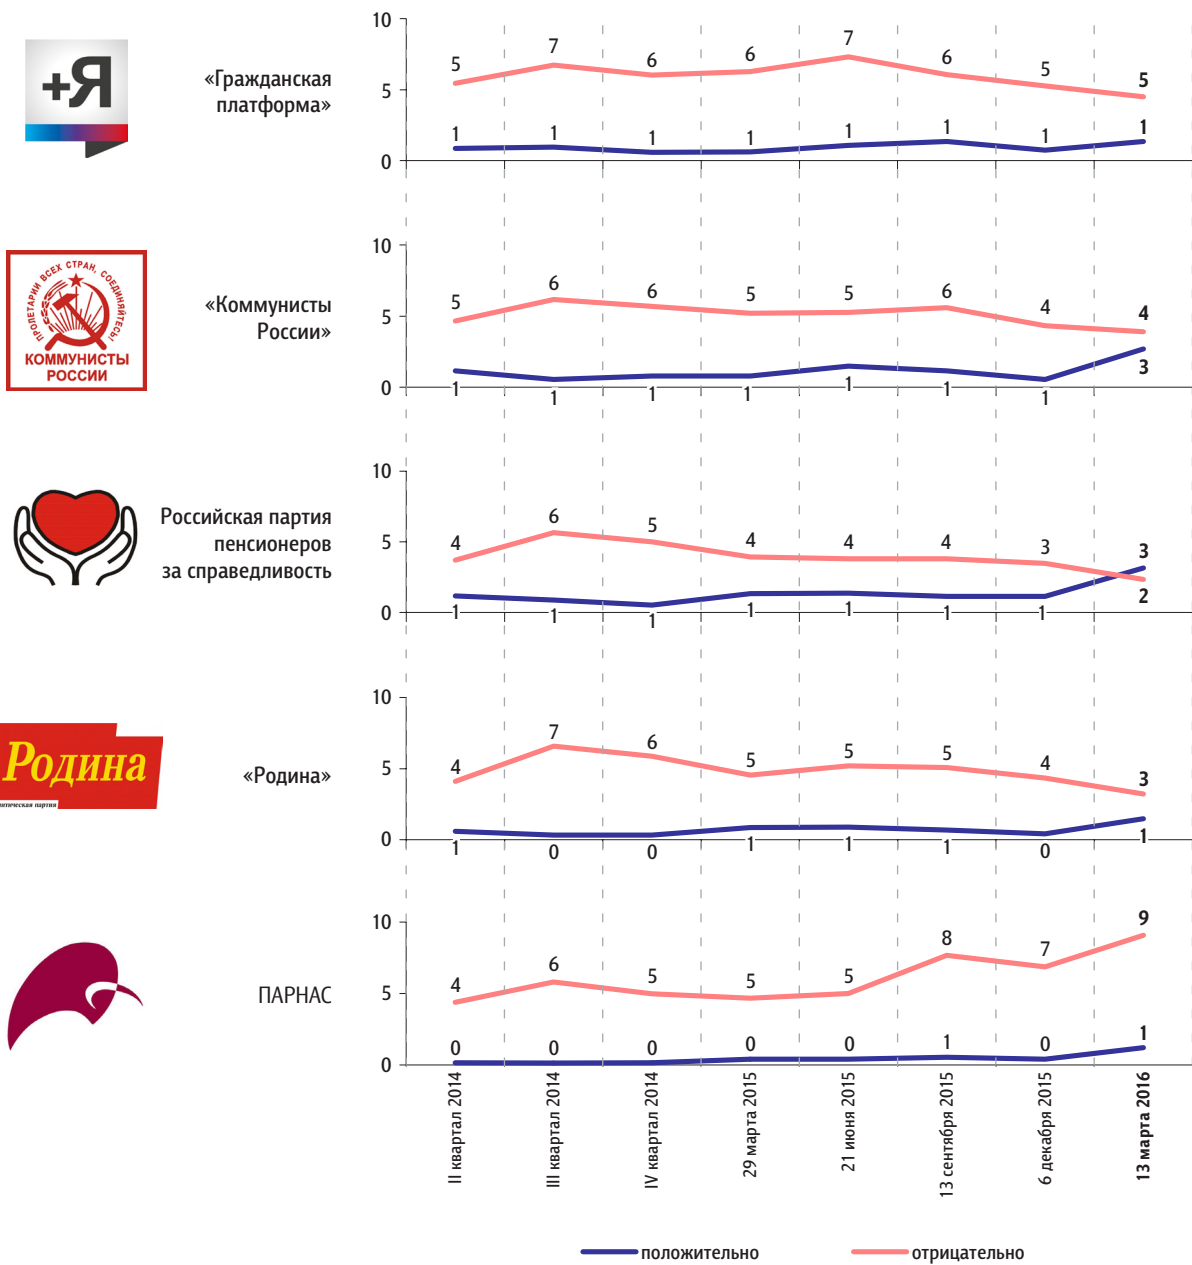 10
5
0
+Я
«Гражданская
платформа»
5 7 6 6 7 6 5 5
1 1 1 1 1 1 1 1
10
5
0
ПРОЛЕТАРИИ ВСЕХ СТРАН, СОЕДИНЯЙТЕСЬ!
КОММУНИСТЫ
РОССИИ
«Коммунисты
России»
5 6 6 5 5 6 4 4
1 1 1 1 1 1 1 3
10
5
0
Российская партия
пенсионеров
за справедливость
4 6 5 4 4 4 3 3
1 1 1 1 1 1 1 2
10
5
0
Родина
политическая партия
«Родина»
4 7 6 5 5 5 4 3
1 0 0 1 1 1 0 1
10
5
0
ПАРНАС
4 6 5 5 5 8 7 9
0 0 0 0 0 1 0 1
II квартал 2014
III квартал 2014
IV квартал 2014
29 марта 2015
21 июня 2015
13 сентября 2015
6 декабря 2015
13 марта 2016
положительно
отрицательно